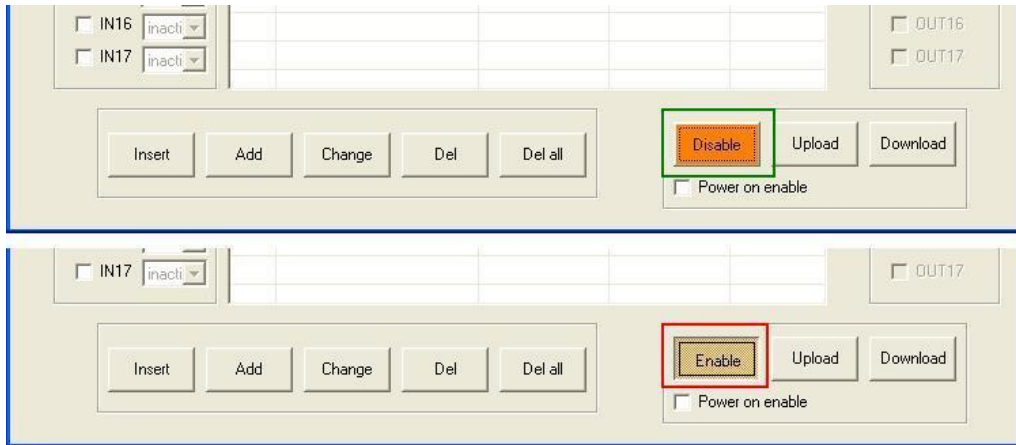 IN16 inacti OUT16
IN17 inacti OUT17
Insert Add Change Del Del all Disable Upload Download
Power on enable
IN17 inacti OUT17
Insert Add Change Del Del all Enable Upload Download
Power on enable